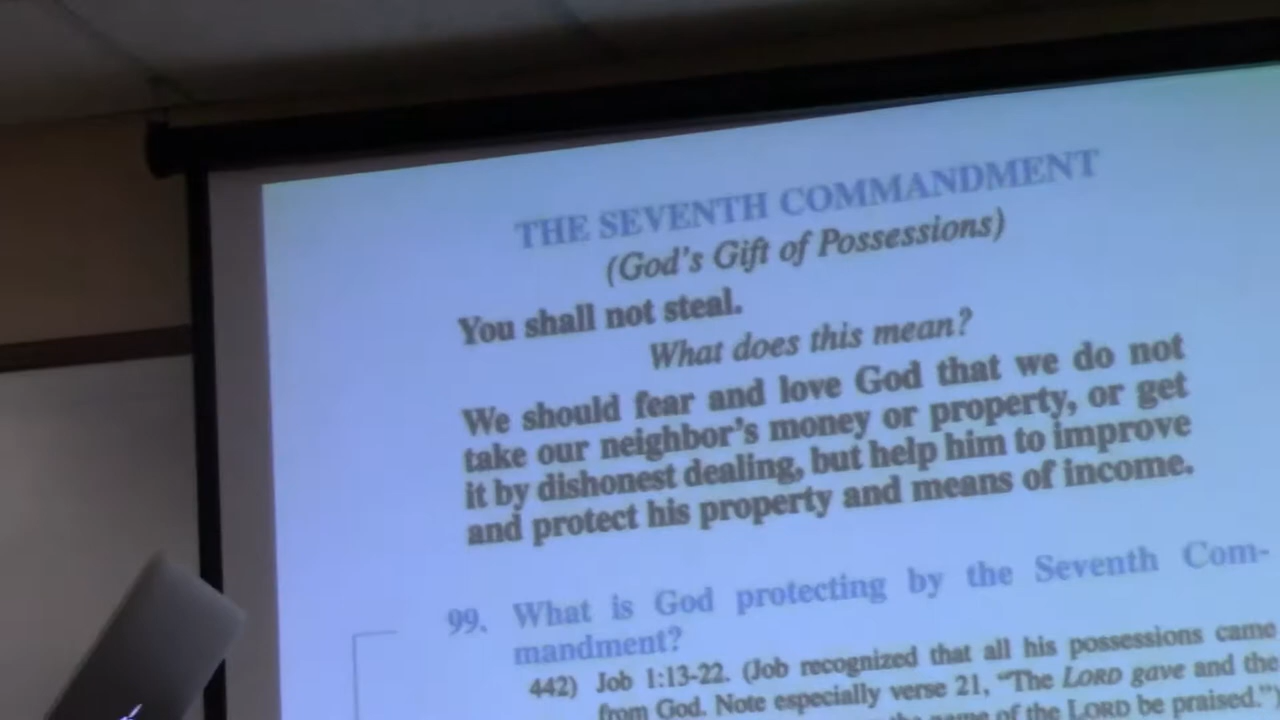 THE SEVENTH COMMANDMENT
(God's Gift of Possessions)
You shall not steal.
What does this mean?
We should fear and love God that we do not
take our neighbor's money or property, or get
it by dishonest dealing, but help him to improve
and protect his property and means of income.
99. What is God protecting by the Seventh Com-
mandment?
442) Job 1:13-22. (Job recognized that all his possessions came
from God. Note especially verse 21, "The LORD gave and the
name of the LORD be praised.")